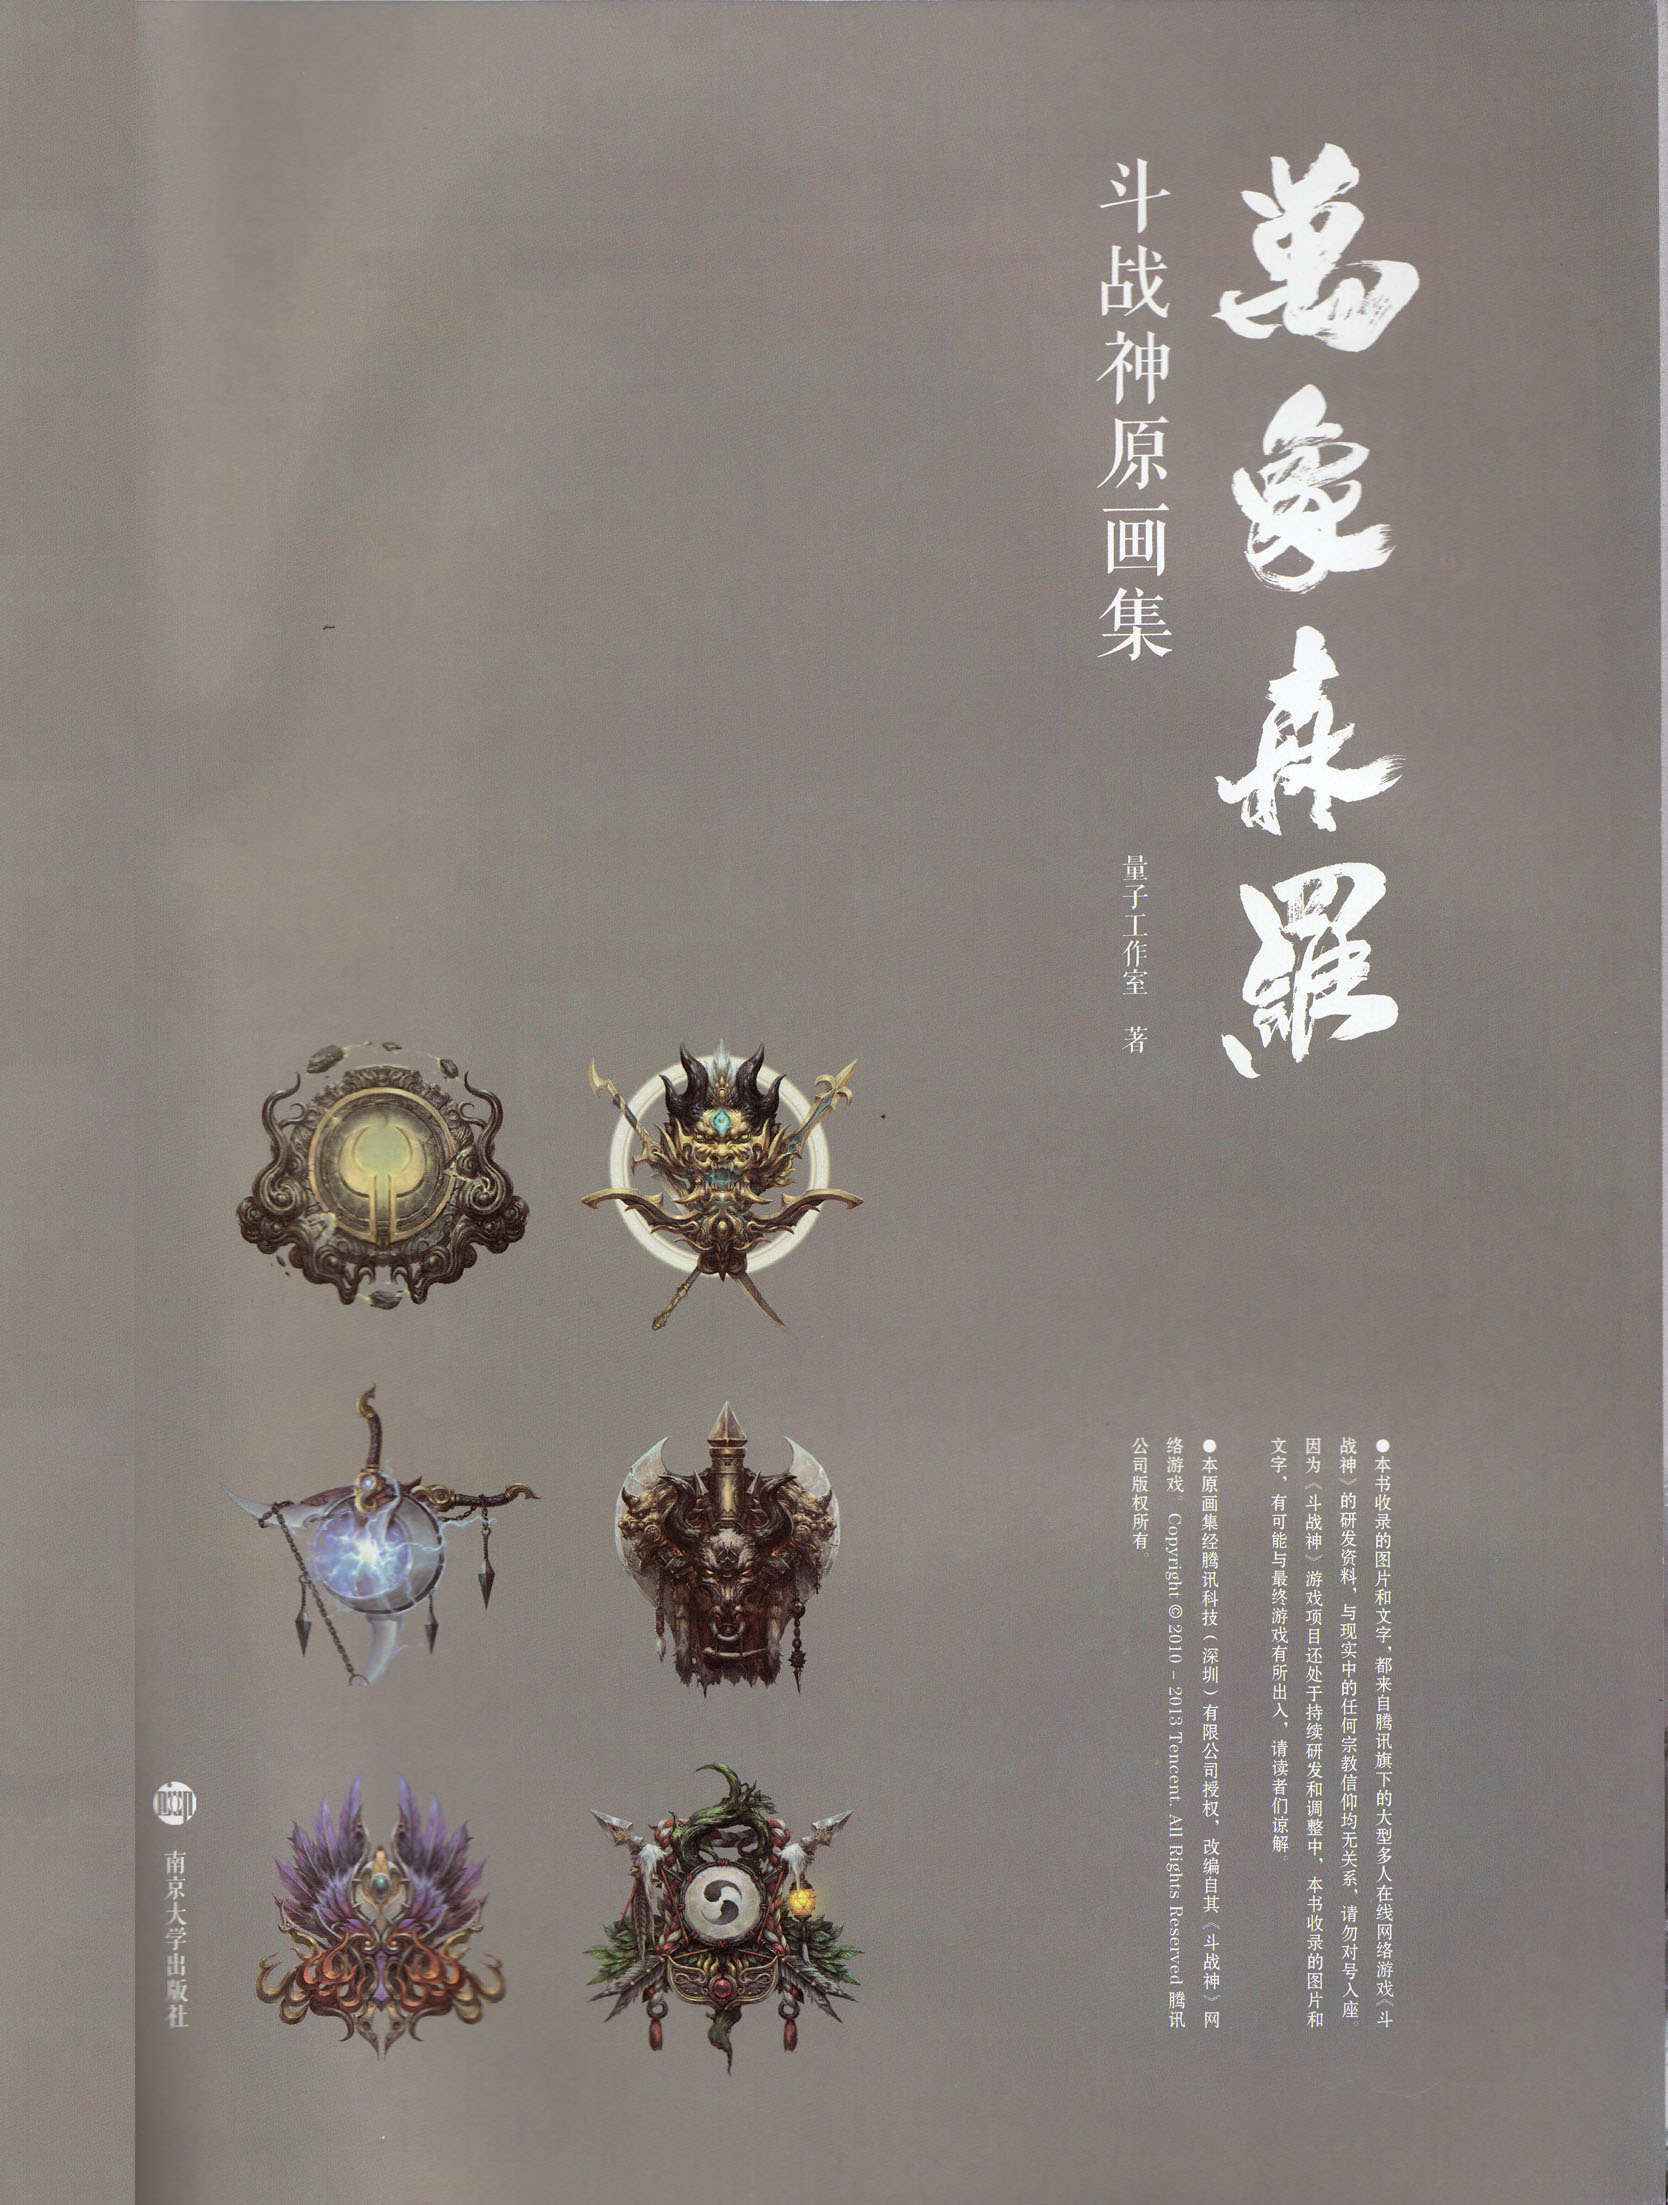 萬象森羅
斗战神原画集
量子工作室 著
●本书收录的图片和文字，都来自腾讯旗下的大型多人在线网络游戏《斗
战神》的研发资料，与现实中的任何宗教信仰均无关系，请勿对号入座。
因为《斗战神》游戏项目还处于持续研发和调整中，本书收录的图片和
文字，有可能与最终游戏有所出入，请读者们谅解。
●本原画集经腾讯科技（深圳）有限公司授权，改编自其《斗战神》网
络游戏。Copyright © 2010 – 2013 Tencent. All Rights Reserved 腾讯
公司版权所有。
南京大学出版社